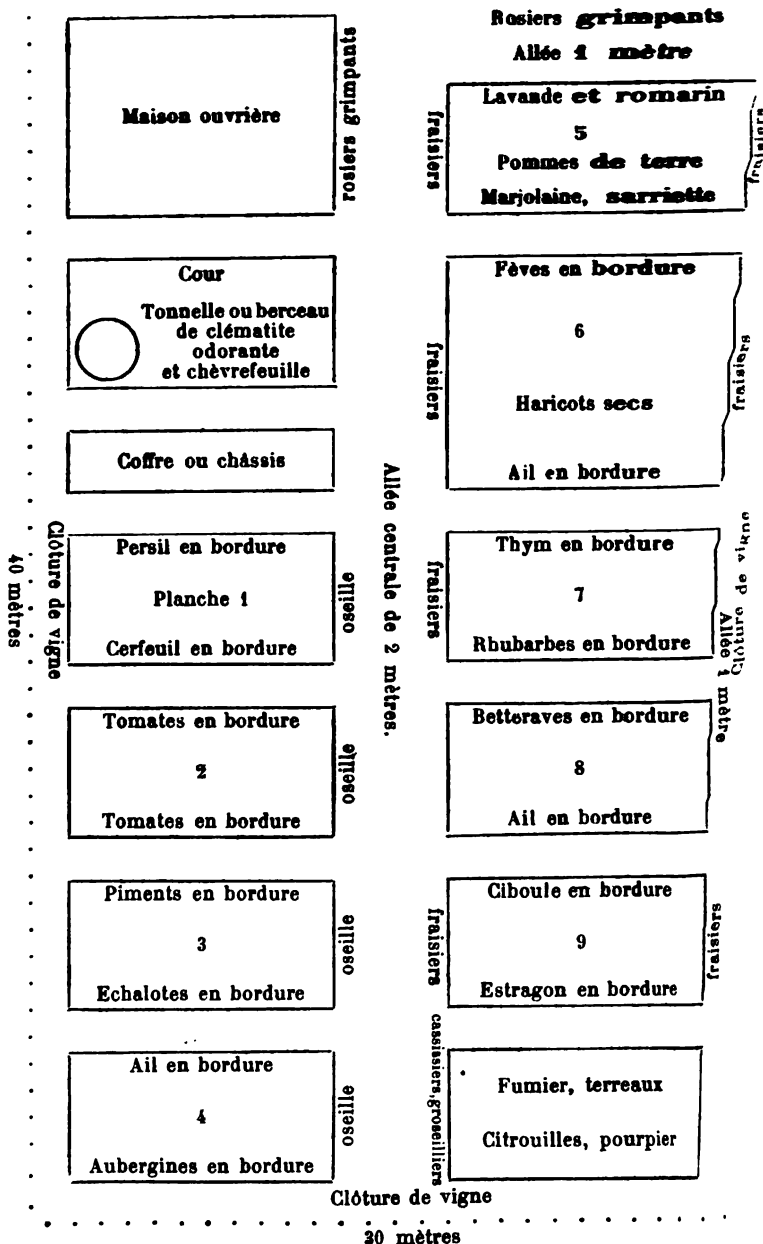 Rosiers grimpants
Allée 1 mètre
Maison ouvrière
rosiers grimpants
fraisiers
Lavande et romarin
5
Pommes de terre
Marjolaine, sarriette
fraisiers
Cour
Tonnelle ou berceau
de clématite
odorante
et chèvrefeuille
fraisiers
Fèves en bordure
6
Haricots secs
Ail en bordure
fraisiers
Coffre ou châssis
Allée centrale de 2 mètres.
40 mètres
Clôture de vigne
Persil en bordure
Planche 1
Cerfeuil en bordure
oseille
fraisiers
Thym en bordure
7
Rhubarbes en bordure
Clôture de vigne
Allée 1 mètre
Tomates en bordure
2
Tomates en bordure
oseille
Betteraves en bordure
8
Ail en bordure
Piments en bordure
3
Echalotes en bordure
oseille
fraisiers
Ciboule en bordure
9
Estragon en bordure
fraisiers
Ail en bordure
4
Aubergines en bordure
oseille
cassissiers, groseilliers
Fumier, terreaux
Citrouilles, pourpier
Clôture de vigne
20 mètres